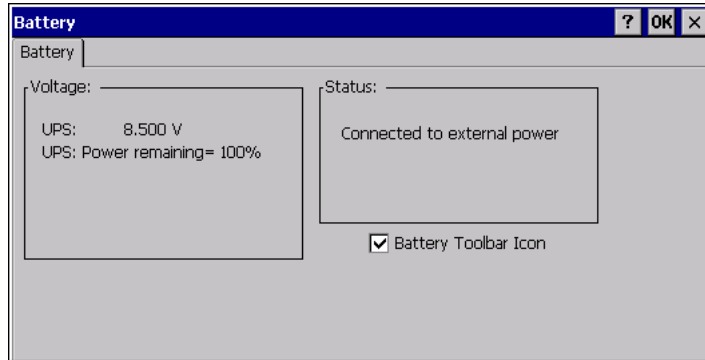 Battery
? OK ×
Battery
Voltage:
UPS: 8.500 V
UPS: Power remaining= 100%
Status:
Connected to external power
Battery Toolbar Icon